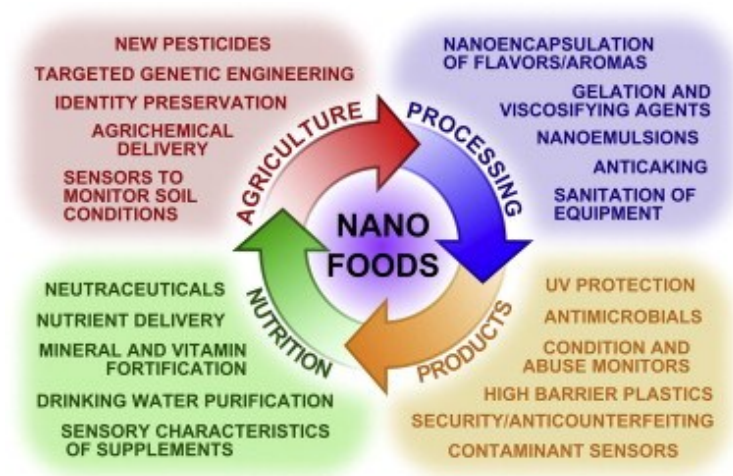 NEW PESTICIDES
TARGETED GENETIC ENGINEERING
IDENTITY PRESERVATION
AGRICHEMICAL
DELIVERY
SENSORS TO
MONITOR SOIL
CONDITIONS
AGRICULTURE
NANOENCAPSULATION
OF FLAVORS/AROMAS
GELATION AND
VISCOSIFYING AGENTS
NANOEMULSIONS
ANTICAKING
SANITATION OF
EQUIPMENT
PROCESSING
NANO
FOODS
NEUTRACEUTICALS
NUTRIENT DELIVERY
MINERAL AND VITAMIN
FORTIFICATION
DRINKING WATER PURIFICATION
SENSORY CHARACTERISTICS
OF SUPPLEMENTS
NUTRITION
UV PROTECTION
ANTIMICROBIALS
CONDITION AND
ABUSE MONITORS
HIGH BARRIER PLASTICS
SECURITY/ANTICOUNTERFEITING
CONTAMINANT SENSORS
PRODUCTS